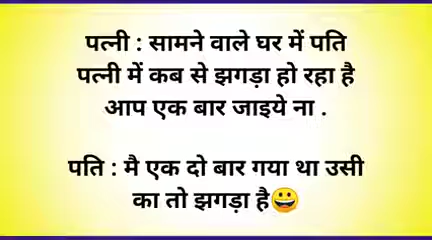 पत्नी : सामने वाले घर में पति
पत्नी में कब से झगड़ा हो रहा है
आप एक बार जाइये ना .
पति : मै एक दो बार गया था उसी
का तो झगड़ा है😀